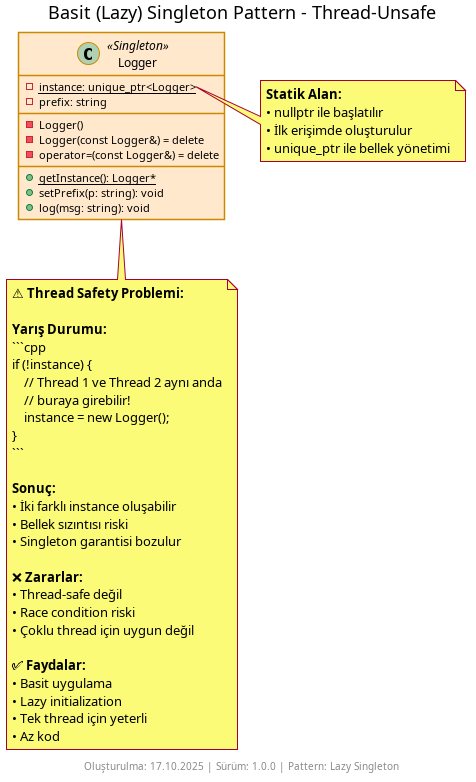 Basit (Lazy) Singleton Pattern - Thread-Unsafe
C
«Singleton»
Logger
instance: unique_ptr<Logger>
prefix: string
Logger()
Logger(const Logger&) = delete
operator=(const Logger&) = delete
getInstance(): Logger*
setPrefix(p: string): void
log(msg: string): void
Statik Alan:
• nullptr ile başlatılır
• İlk erişimde oluşturulur
• unique_ptr ile bellek yönetimi
⚠ Thread Safety Problemi:
Yarış Durumu:
```cpp
if (!instance) {
// Thread 1 ve Thread 2 aynı anda
// buraya girebilir!
instance = new Logger();
}
```
Sonuç:
• İki farklı instance oluşabilir
• Bellek sızıntısı riski
• Singleton garantisi bozulur
❌ Zararlar:
• Thread-safe değil
• Race condition riski
• Çoklu thread için uygun değil
✅ Faydalar:
• Basit uygulama
• Lazy initialization
• Tek thread için yeterli
• Az kod
Oluşturulma: 17.10.2025 | Sürüm: 1.0.0 | Pattern: Lazy Singleton